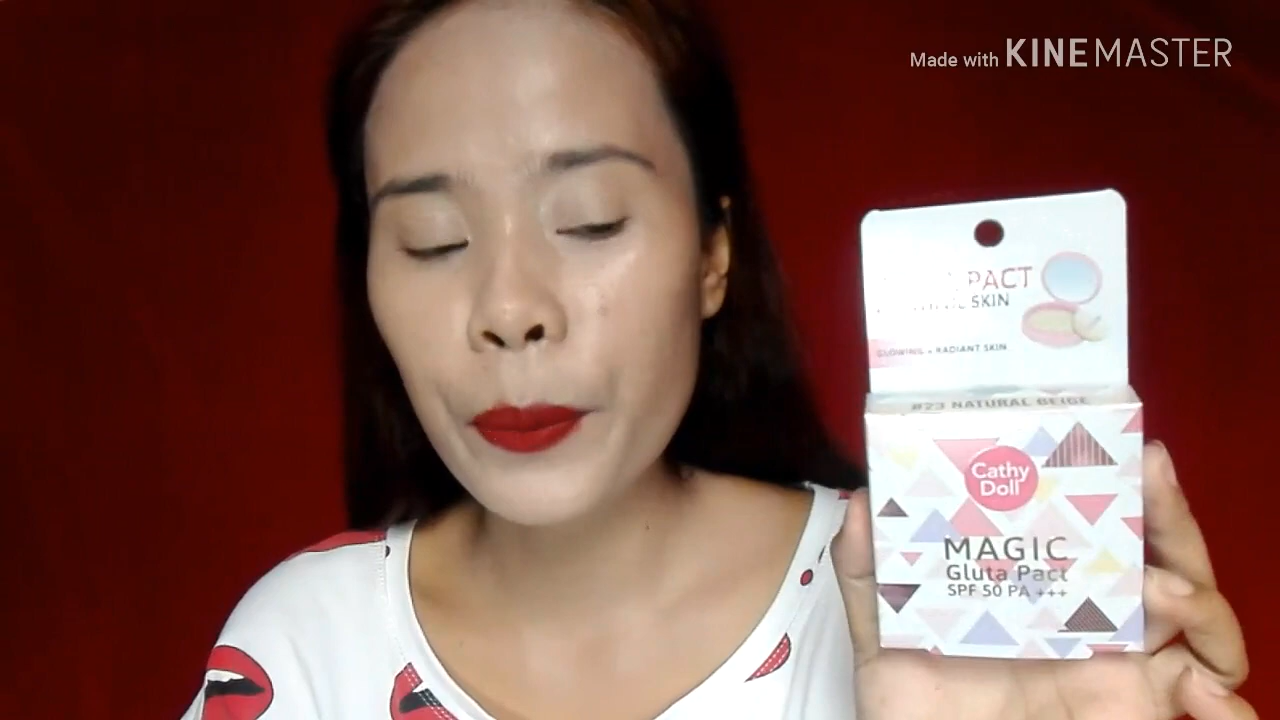 Made with KINEMASTER
PACT
SKIN
GLOWING + RADIANT SKIN
#23 NATURAL BEIGE
Cathy
Doll
MAGIC
Gluta Pact
SPF 50 PA +++